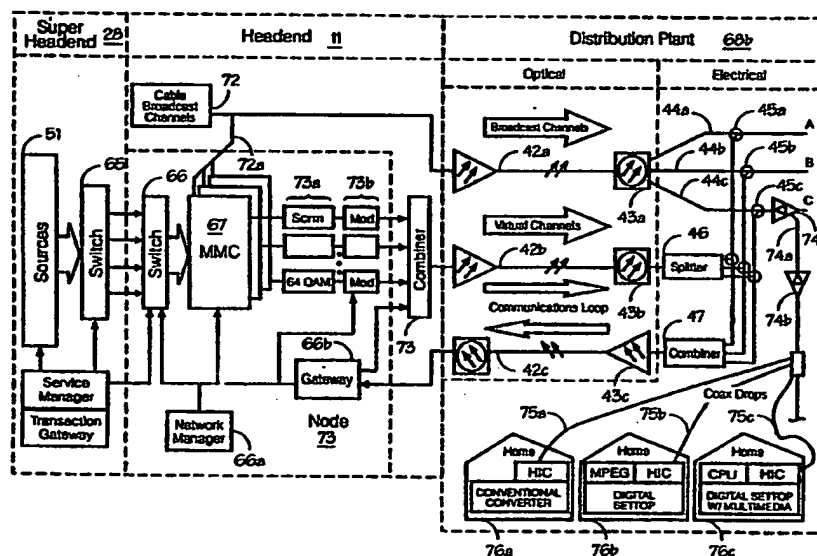 Super Headend 28
Headend 11
Distribution Plant 68b
Optical
Electrical
72
Cable Broadcast Channels
72a
51
Sources
65
Switch
66
Switch
67
MMC
73a
73b
Scrm
Mod
64 QAM
Mod
Combiner
73
Broadcast Channels
42a
43a
44a
44b
44c
45a
45b
45c
A
B
C
74
74a
74b
Virtual Channels
42b
43b
46
Splitter
Communications Loop
42c
43c
47
Combiner
66b
Gateway
Node 73
Service Manager
Transaction Gateway
Network Manager
66a
Coax Drops
75a
75b
75c
Home
HIC
CONVENTIONAL CONVERTER
76a
Home
MPEG
HIC
DIGITAL SETTOP
76b
Home
CPU
HIC
DIGITAL SETTOP W/ MULTIMEDIA
76c